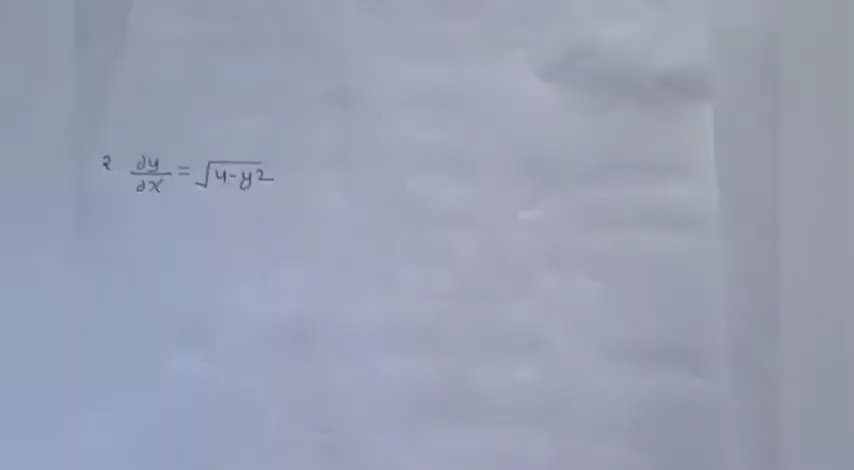 2. ∂y/∂x = √4-y2